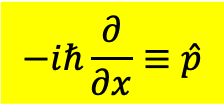 −iħ ∂/∂x ≡ p̂